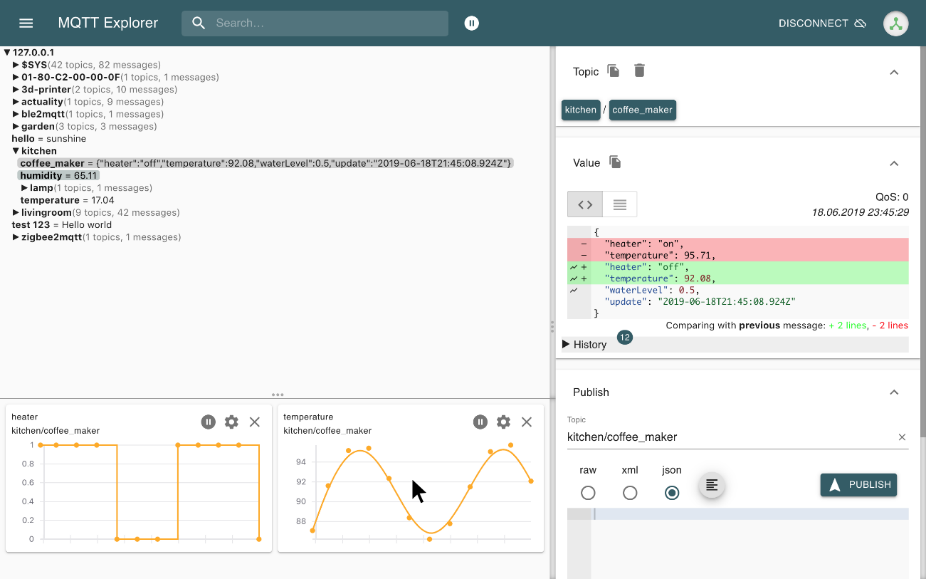 MQTT Explorer
Search...
DISCONNECT
127.0.0.1
$SYS(42 topics, 82 messages)
01-80-C2-00-00-0F(1 topics, 1 messages)
3d-printer(2 topics, 10 messages)
actuality(1 topics, 9 messages)
ble2mqtt(1 topics, 1 messages)
garden(3 topics, 3 messages)
hello = sunshine
kitchen
coffee_maker = {"heater":"off","temperature":92.08,"waterLevel":0.5,"update":"2019-06-18T21:45:08.924Z"}
humidity = 65.11
lamp(1 topics, 1 messages)
temperature = 17.04
livingroom(9 topics, 42 messages)
test 123 = Hello world
zigbee2mqtt(1 topics, 1 messages)
heater
kitchen/coffee_maker
1
0.8
0.6
0.4
0.2
0
temperature
kitchen/coffee_maker
94
92
90
88
Topic
kitchen / coffee_maker
Value
QoS: 0
18.06.2019 23:45:29
{
− "heater": "on",
− "temperature": 95.71,
+ "heater": "off",
+ "temperature": 92.08,
"waterLevel": 0.5,
"update": "2019-06-18T21:45:08.924Z"
}
Comparing with previous message: + 2 lines, - 2 lines
History 12
Publish
Topic
kitchen/coffee_maker
raw xml json
PUBLISH